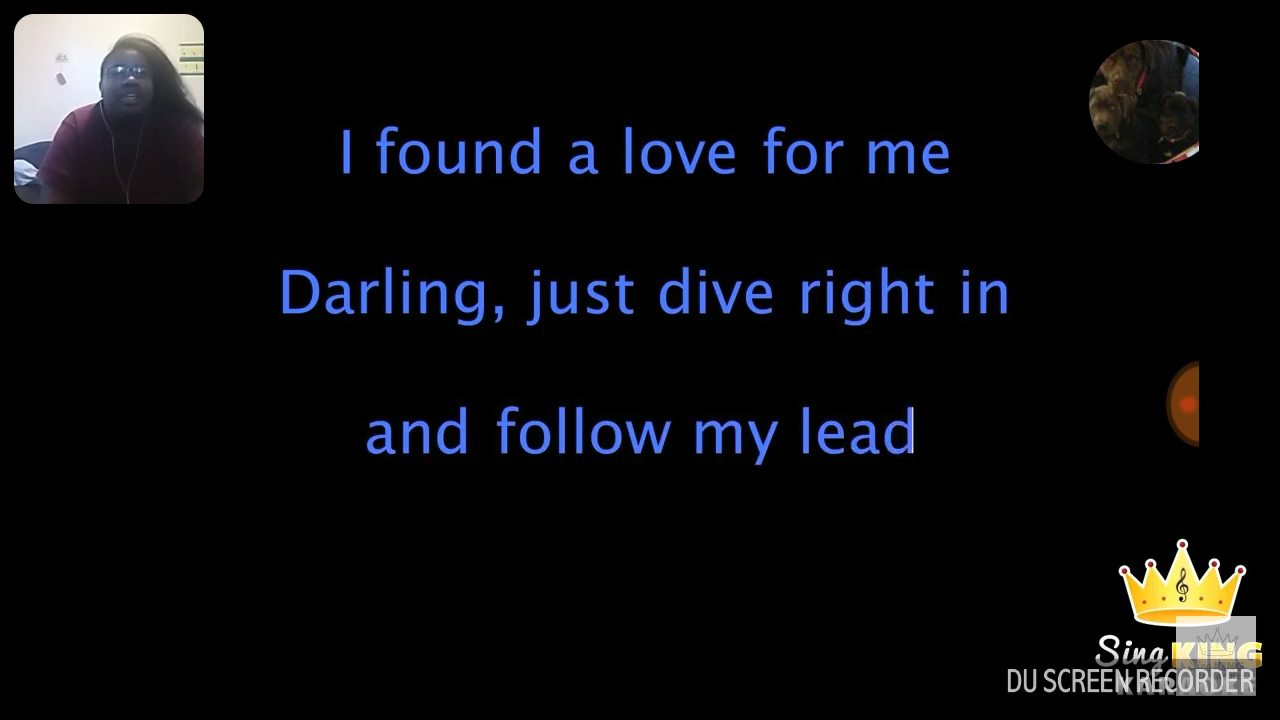 I found a love for me
Darling, just dive right in
and follow my lead
Sing KING
DU SCREEN RECORDER